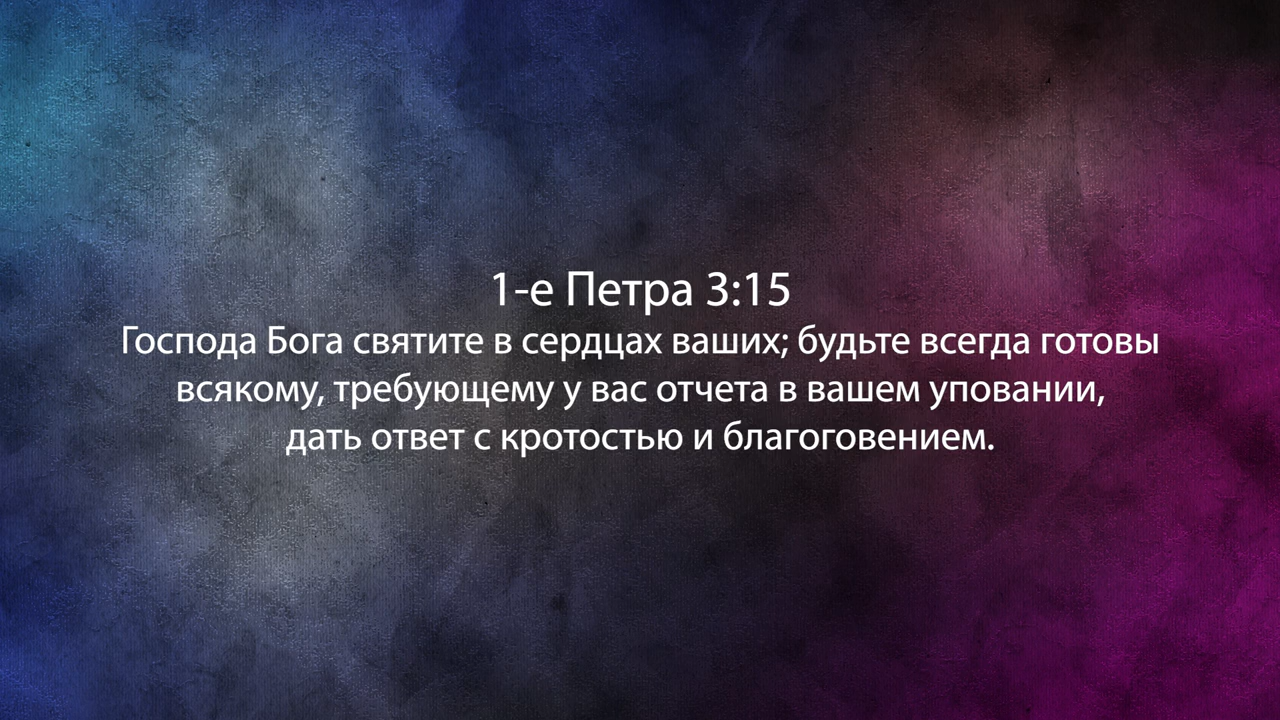 1-е Петра 3:15
Господа Бога святите в сердцах ваших; будьте всегда готовы
всякому, требующему у вас отчета в вашем уповании,
дать ответ с кротостью и благоговением.